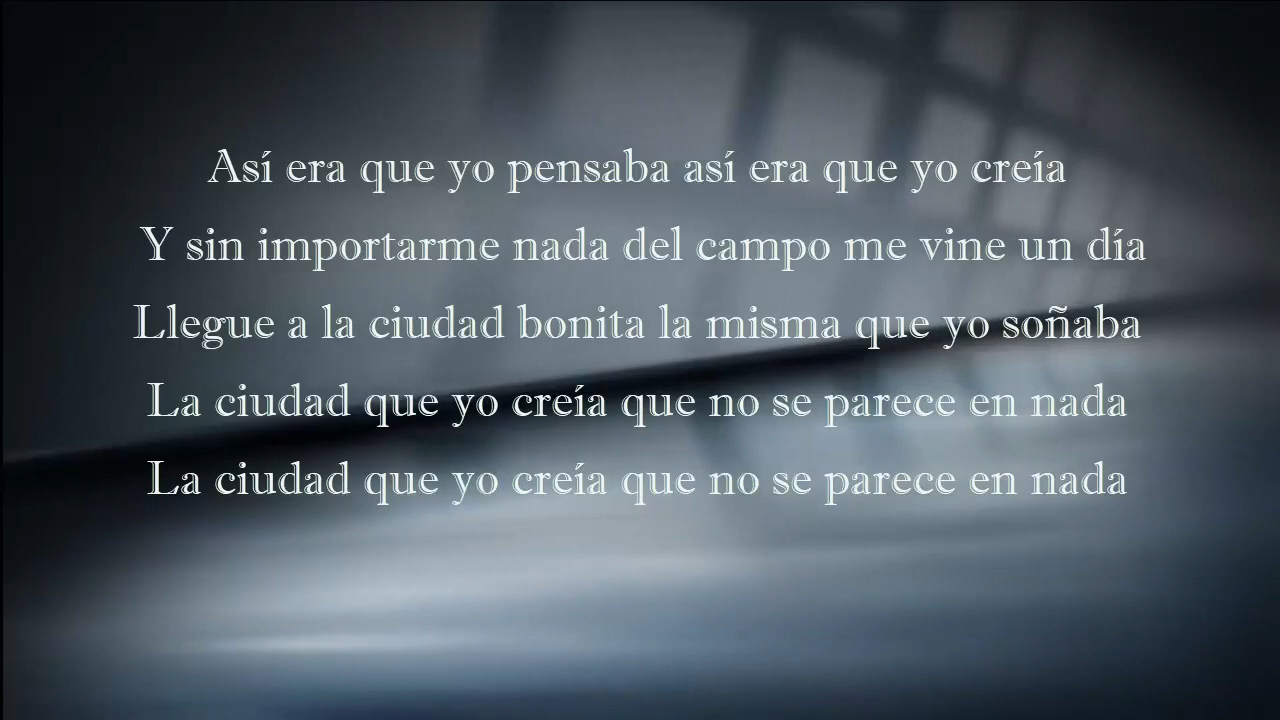 Así era que yo pensaba así era que yo creía
Y sin importarme nada del campo me vine un día
Llegue a la ciudad bonita la misma que yo soñaba
La ciudad que yo creía que no se parece en nada
La ciudad que yo creía que no se parece en nada